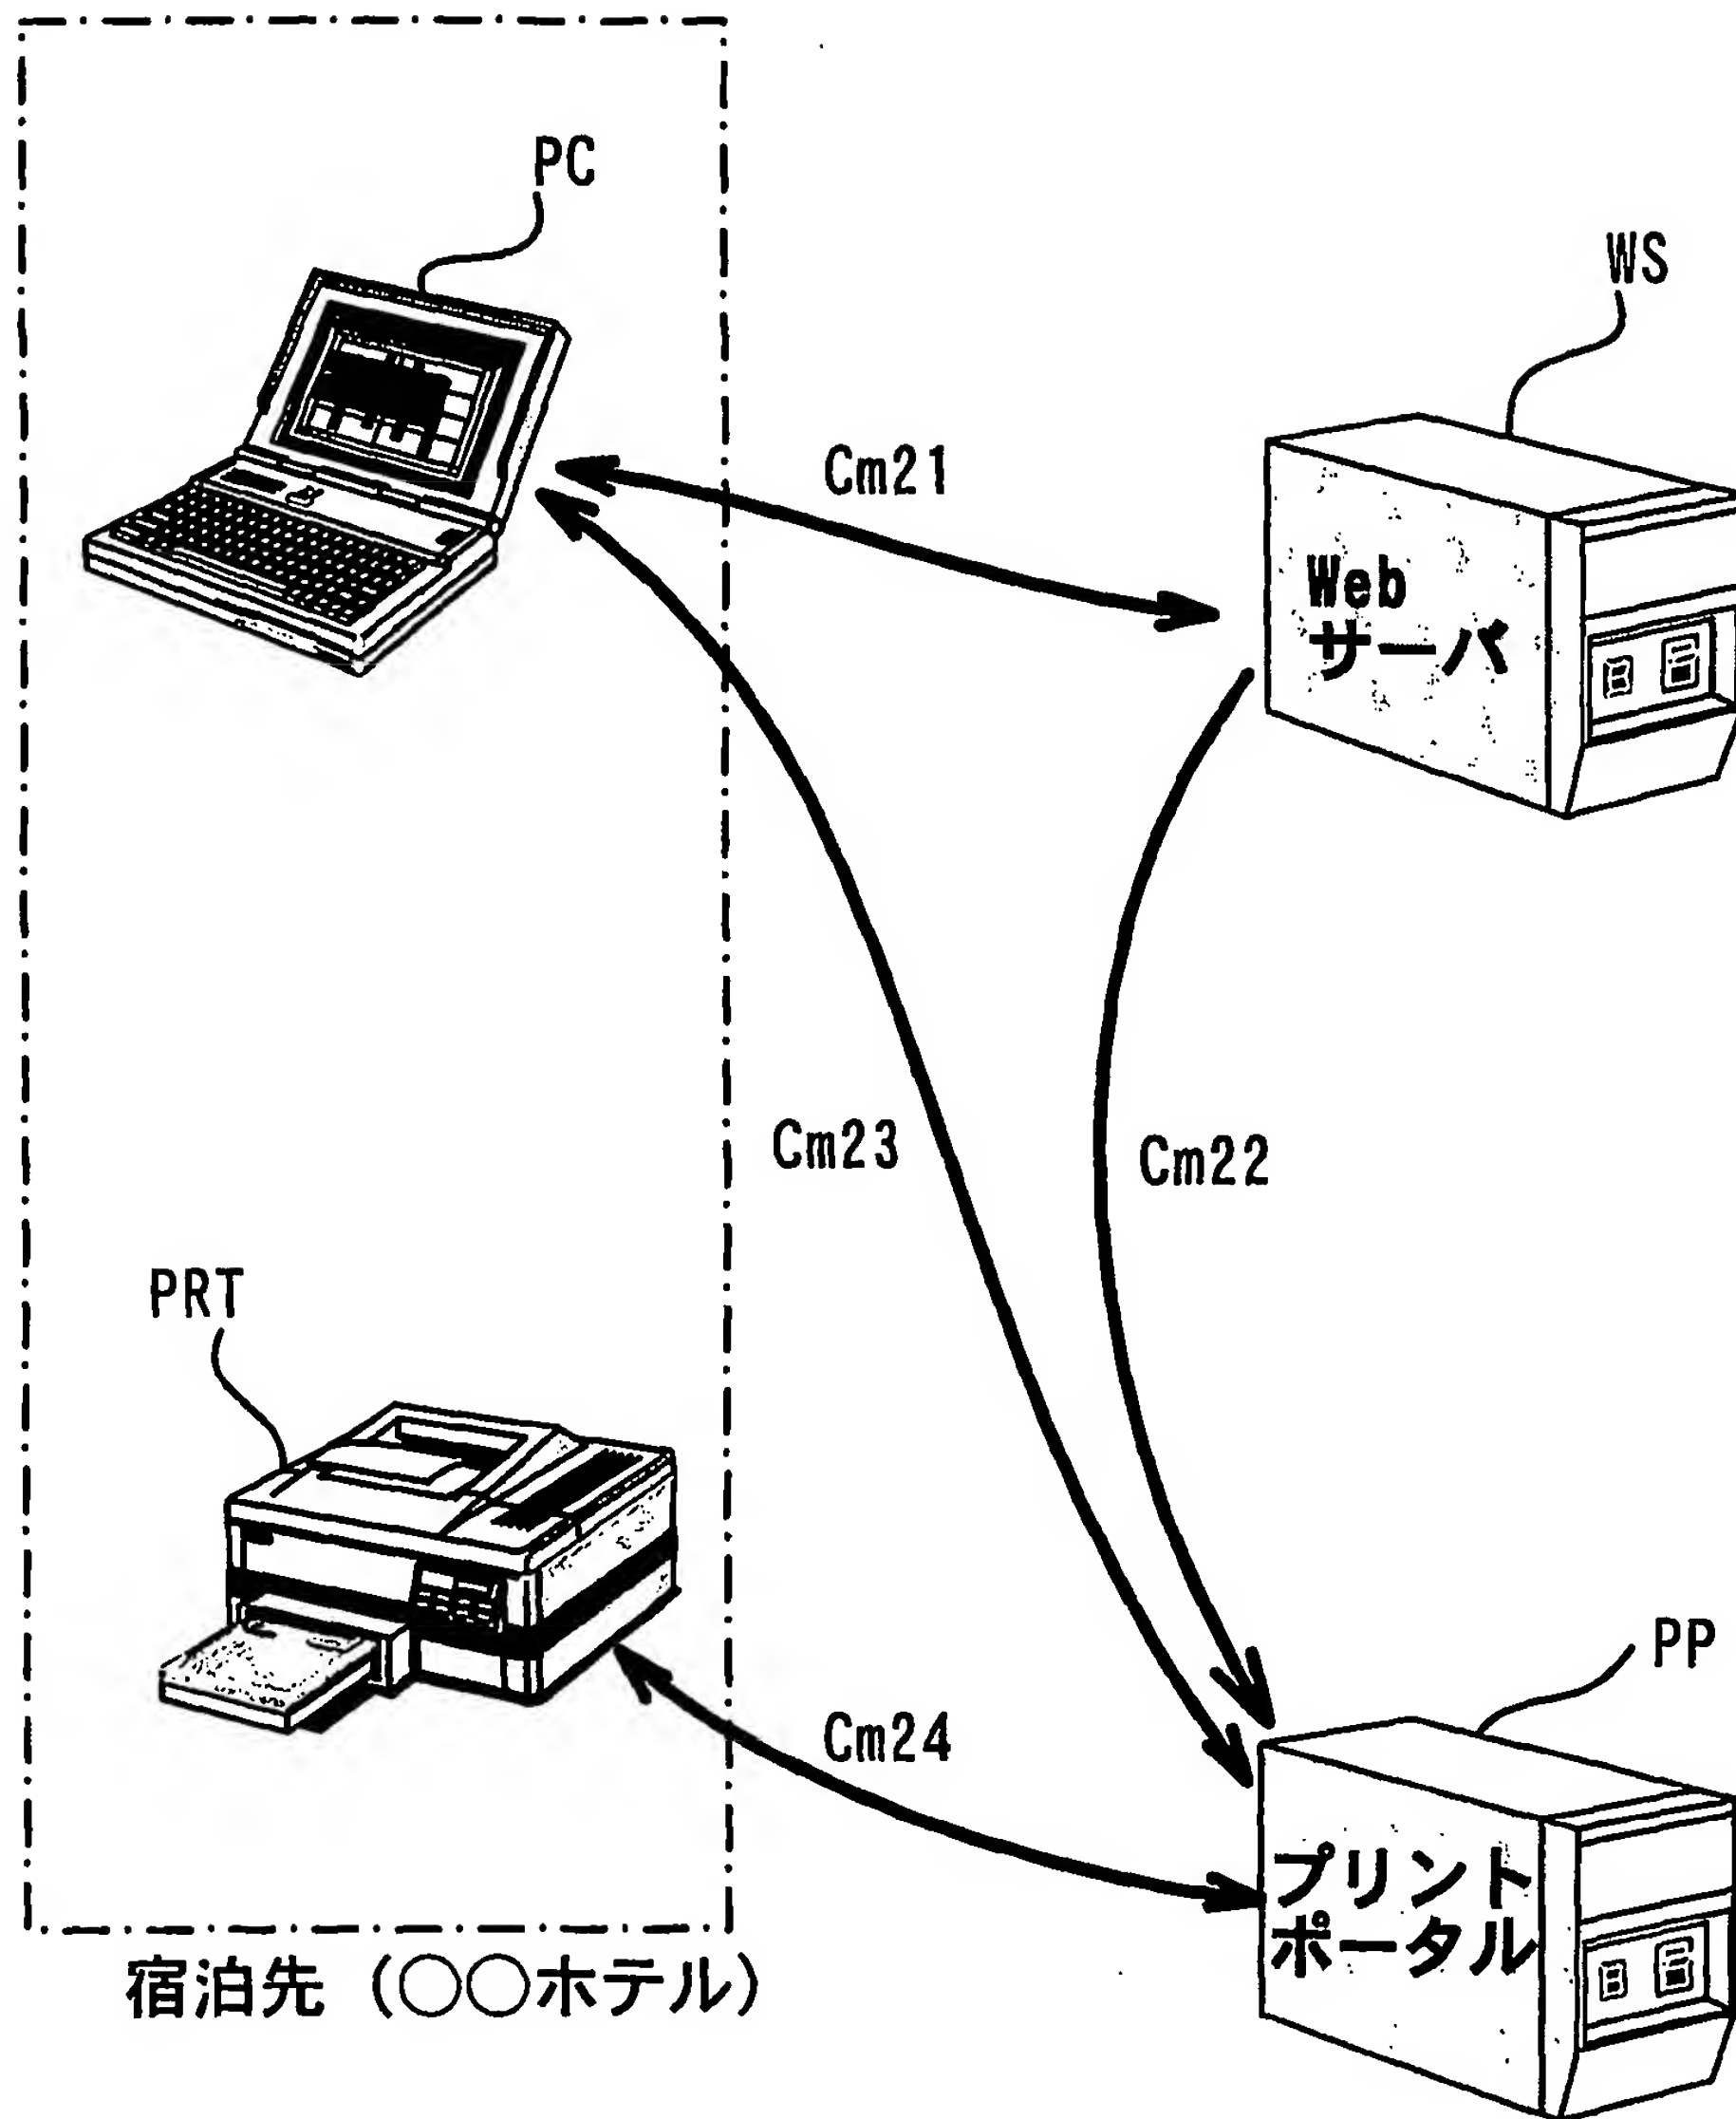 PC
WS
Cm21
Web
サーバ
Cm23
Cm22
PRT
PP
Cm24
プリント
ポータル
宿泊先（○○ホテル）